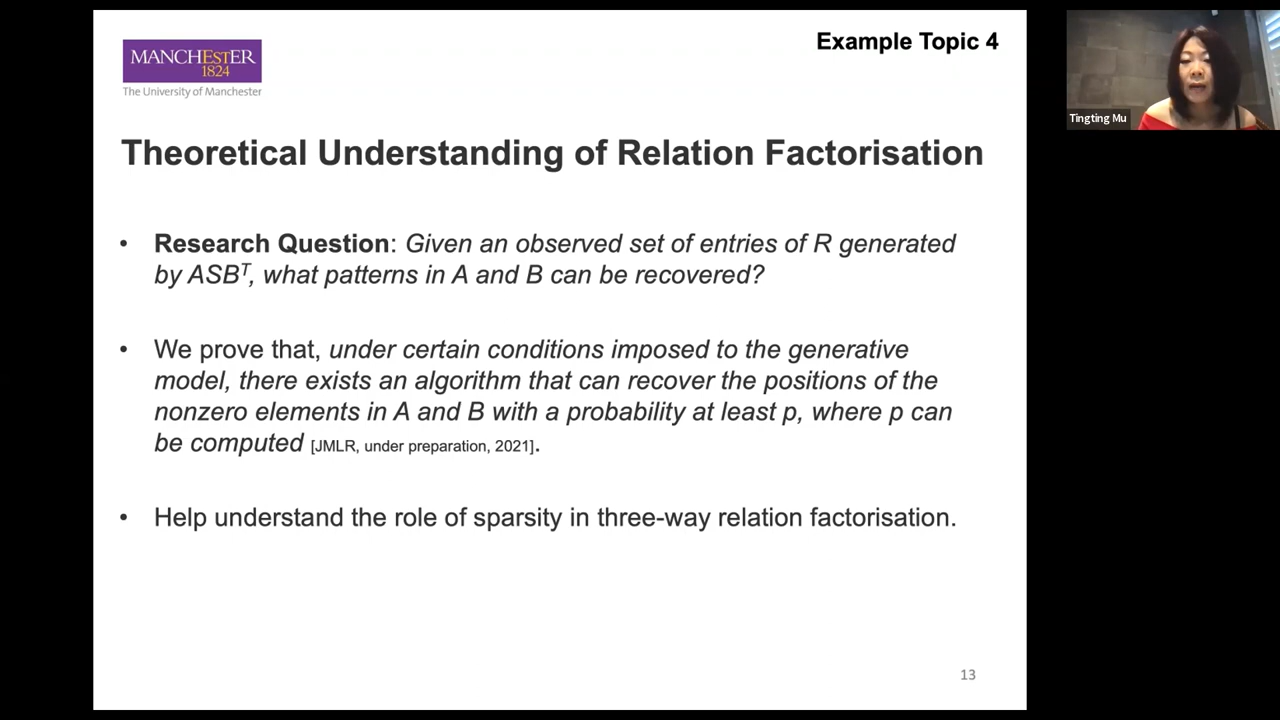 MANCHESTER
1824
The University of Manchester
Example Topic 4
Tingting Mu
Theoretical Understanding of Relation Factorisation
• Research Question: Given an observed set of entries of R generated
by ASBᵀ, what patterns in A and B can be recovered?
• We prove that, under certain conditions imposed to the generative
model, there exists an algorithm that can recover the positions of the
nonzero elements in A and B with a probability at least p, where p can
be computed [JMLR, under preparation, 2021].
• Help understand the role of sparsity in three-way relation factorisation.
13